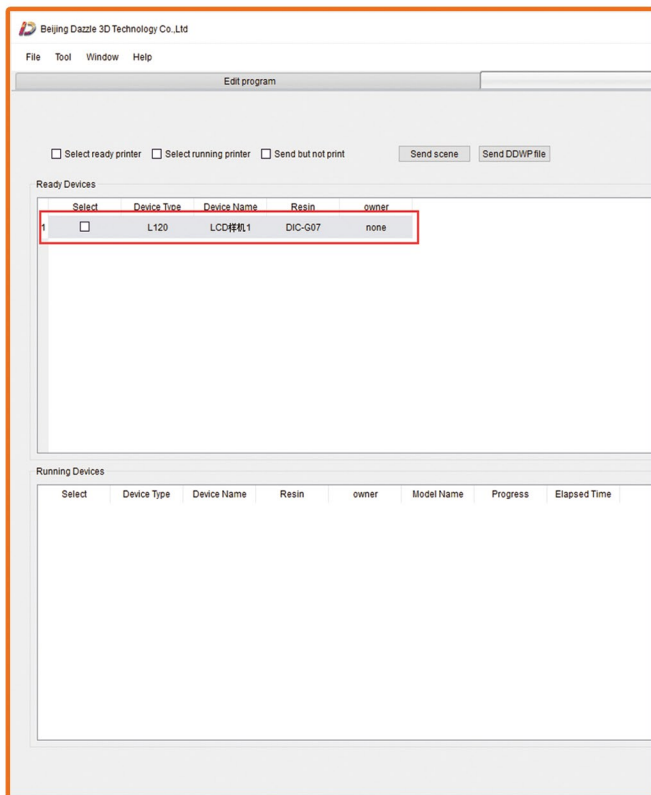 Beijing Dazzle 3D Technology Co.,Ltd
File Tool Window Help
Edit program
Select ready printer Select running printer Send but not print Send scene Send DDWP file
Ready Devices
Select Device Type Device Name Resin owner
1 L120 LCD样机1 DIC-G07 none
Running Devices
Select Device Type Device Name Resin owner Model Name Progress Elapsed Time